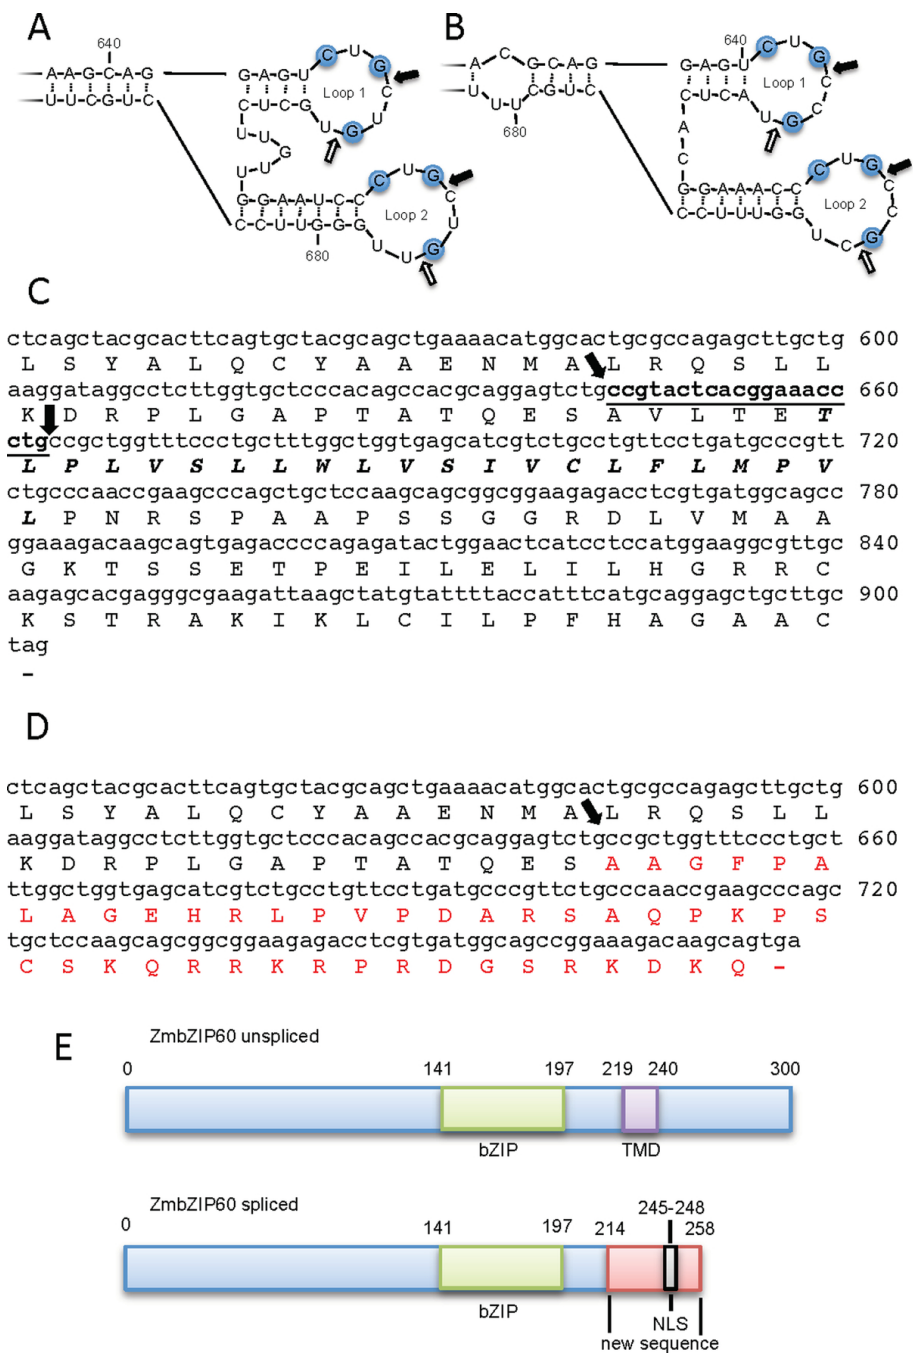 A
640
A A G C A G
U U C G U C
G A G U C U G C U G U G
Loop 1
C U C
U U G U U
G G A A U C C C U G C U G U U
Loop 2
C C U U G U U G G G
680
B
640
A C G C A G
U U U G C U C
680
G A G U C U G C C G U A
Loop 1
C U C
A C
G G A A A C C C U G C C G C U
Loop 2
C C U U U G G
C
ctcagctacgcacttcagtgctacgcagctgaaaacatggcactgcgccagagcttgctg 600
L S Y A L Q C Y A A E N M A L R Q S L L
aaggataggcctcttggtgctcccacagccacgcaggagtctgccgtactcacggaaacc 660
K D R P L G A P T A T Q E S A V L T E T
ctgccgctggtttccctgctttggctggtgagcatcgtctgcctgttcctgatgcccgtt 720
L P L V S L L W L V S I V C L F L M P V
ctgcccaaccgaagcccagctgctccaagcagcggcggaagagacctcgtgatggcagcc 780
L P N R S P A A P S S G G R D L V M A A
ggaaagacaagcagtgagaccccagagatactggaactcatcctccatggaaggcgttgc 840
G K T S S E T P E I L E L I L H G R R C
aagagcacgagggcgaagattaagctatgtattttaccatttcatgcaggagctgcttgc 900
K S T R A K I K L C I L P F H A G A A C
tag
–
D
ctcagctacgcacttcagtgctacgcagctgaaaacatggcactgcgccagagcttgctg 600
L S Y A L Q C Y A A E N M A L R Q S L L
aaggataggcctcttggtgctcccacagccacgcaggagtctgccgctggtttccctgct 660
K D R P L G A P T A T Q E S A A G F P A
ttggctggtgagcatcgtctgcctgttcctgatgcccgttctgcccaaccgaagcccagc 720
L A G E H R L P V P D A R S A Q P K P S
tgctccaagcagcggcggaagagacctcgtgatggcagccggaaagacaagcagtga
C S K Q R R K R P R D G S R K D K Q –
E
ZmbZIP60 unspliced
0 141 197 219 240 300
bZIP TMD
ZmbZIP60 spliced
245-248
0 141 197 214 258
bZIP NLS
new sequence